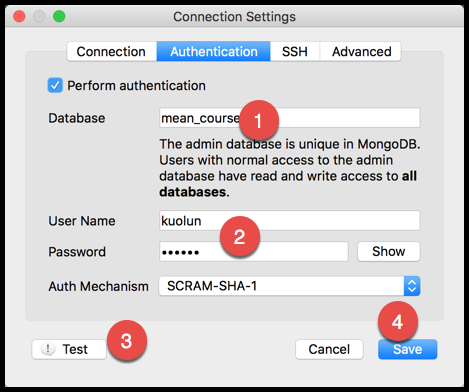 Connection Settings
Connection Authentication SSH Advanced
Perform authentication
Database mean_course 1
The admin database is unique in MongoDB.
Users with normal access to the admin
database have read and write access to all
databases.
User Name kuolun
2
Password •••••• Show
Auth Mechanism SCRAM-SHA-1
3 4
! Test Cancel Save